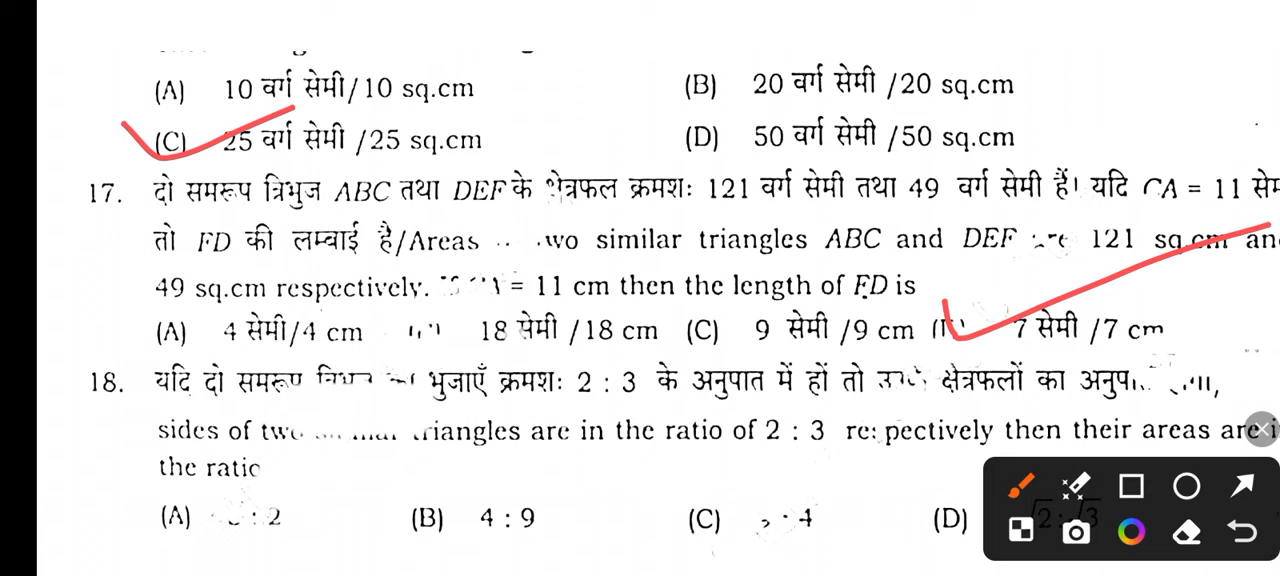 (A) 10 वर्ग सेमी/10 sq.cm (B) 20 वर्ग सेमी /20 sq.cm
(C) 25 वर्ग सेमी /25 sq.cm (D) 50 वर्ग सेमी /50 sq.cm
17. दो समरूप त्रिभुज ABC तथा DEF के क्षेत्रफल क्रमशः 121 वर्ग सेमी तथा 49 वर्ग सेमी हैं। यदि CA = 11
तो FD की लम्बाई है/Areas two similar triangles ABC and DEF 121 sq.cm
49 sq.cm respectively. = 11 cm then the length of FD is
(A) 4 सेमी/4 cm 18 सेमी /18 cm (C) 9 सेमी /9 cm 7 सेमी /7 cm
18. यदि दो समरूप भुजाएँ क्रमशः 2 : 3 के अनुपात में हों तो क्षेत्रफलों का
sides of two triangles are in the ratio of 2 : 3 respectively then their areas are
the ratio
(A) : 2 (B) 4 : 9 (C) : 4 (D) √2 : √3